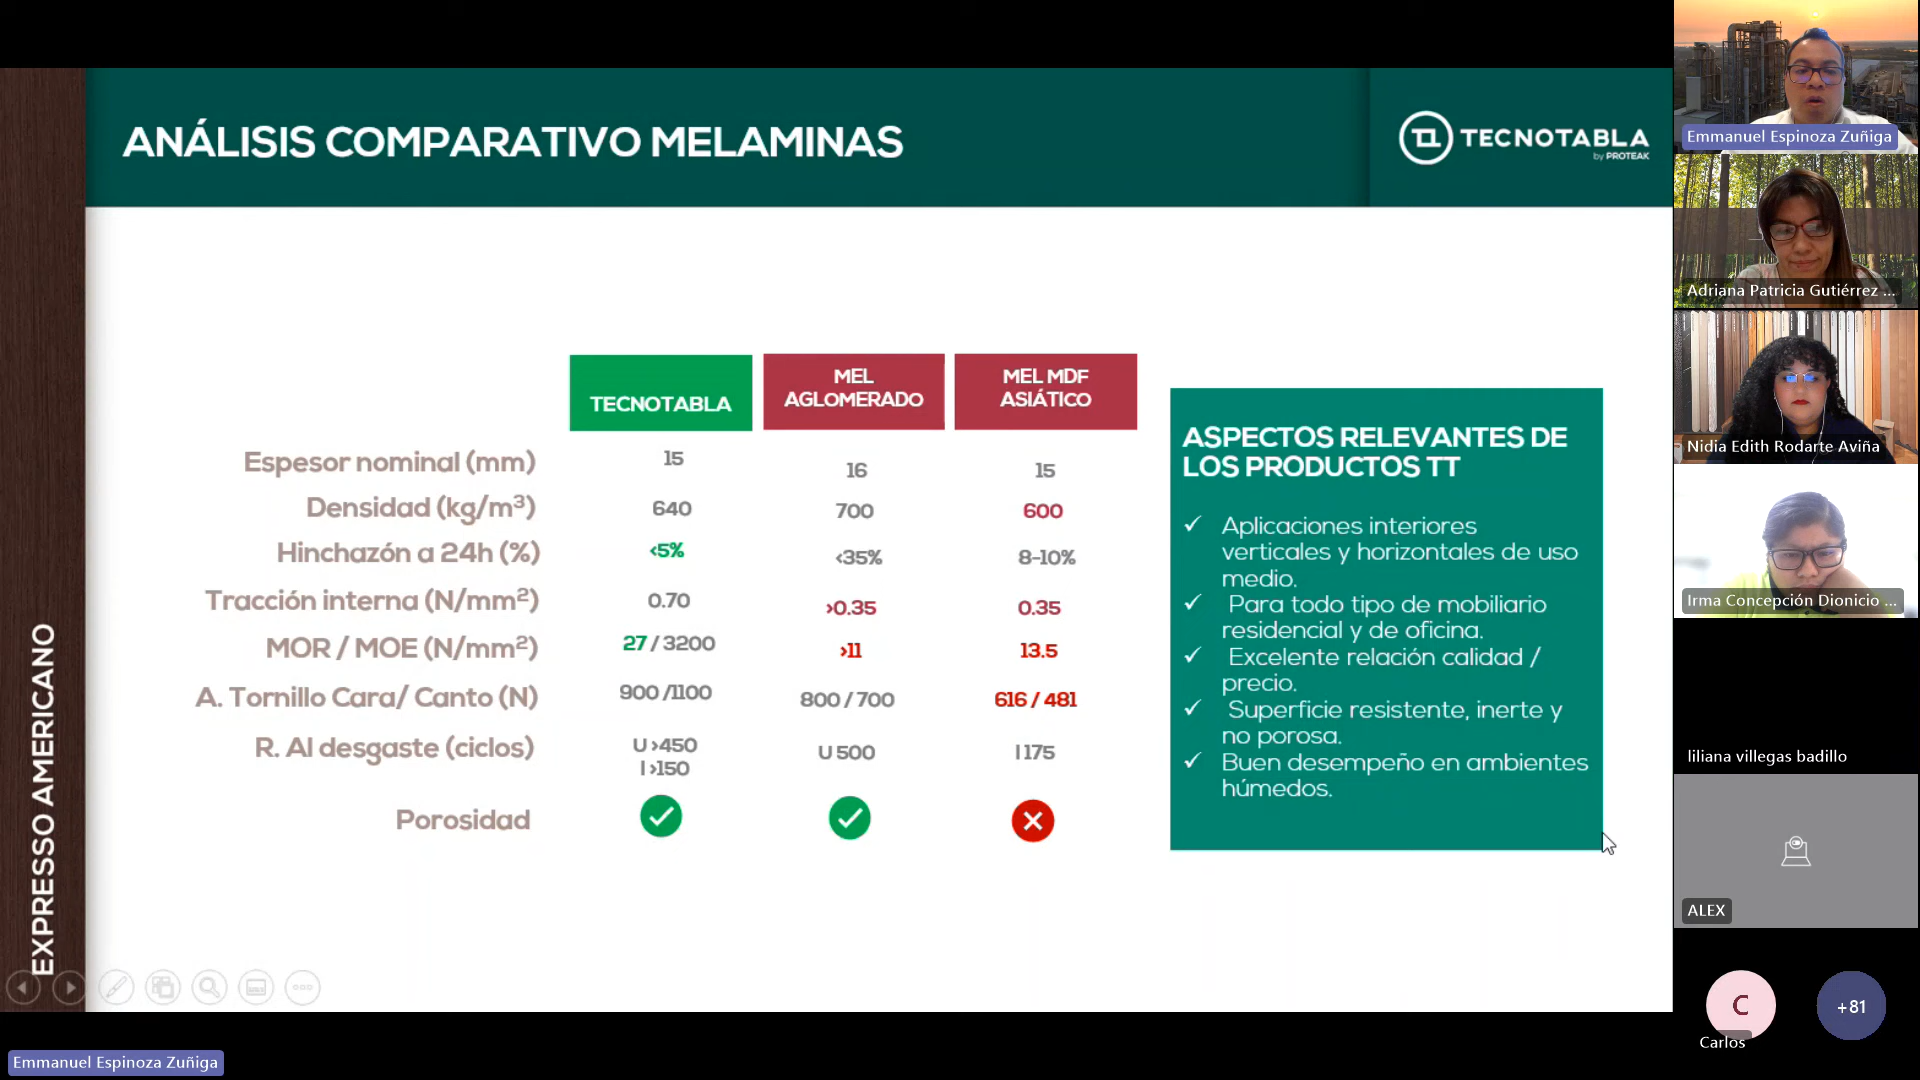 ANÁLISIS COMPARATIVO MELAMINAS
TECNOTABLA
by PROTEAK
EXPRESSO AMERICANO
TECNOTABLA
MEL
AGLOMERADO
MEL MDF
ASIÁTICO
Espesor nominal (mm) 15 16 15
Densidad (kg/m³) 640 700 600
Hinchazón a 24h (%) <5% <35% 8-10%
Tracción interna (N/mm²) 0.70 >0.35 0.35
MOR / MOE (N/mm²) 27 / 3200 >11 13.5
A. Tornillo Cara/ Canto (N) 900 /1100 800 / 700 616 / 481
R. Al desgaste (ciclos) U >450 U 500 I 175
I >150
Porosidad
ASPECTOS RELEVANTES DE
LOS PRODUCTOS TT
✓ Aplicaciones interiores
verticales y horizontales de uso
medio.
✓ Para todo tipo de mobiliario
residencial y de oficina.
✓ Excelente relación calidad /
precio.
✓ Superficie resistente, inerte y
no porosa.
✓ Buen desempeño en ambientes
húmedos.
Emmanuel Espinoza Zuñiga
Adriana Patricia Gutiérrez ...
Nidia Edith Rodarte Aviña
Irma Concepción Dionicio ...
liliana villegas badillo
ALEX
C
Carlos
+81
Emmanuel Espinoza Zuñiga